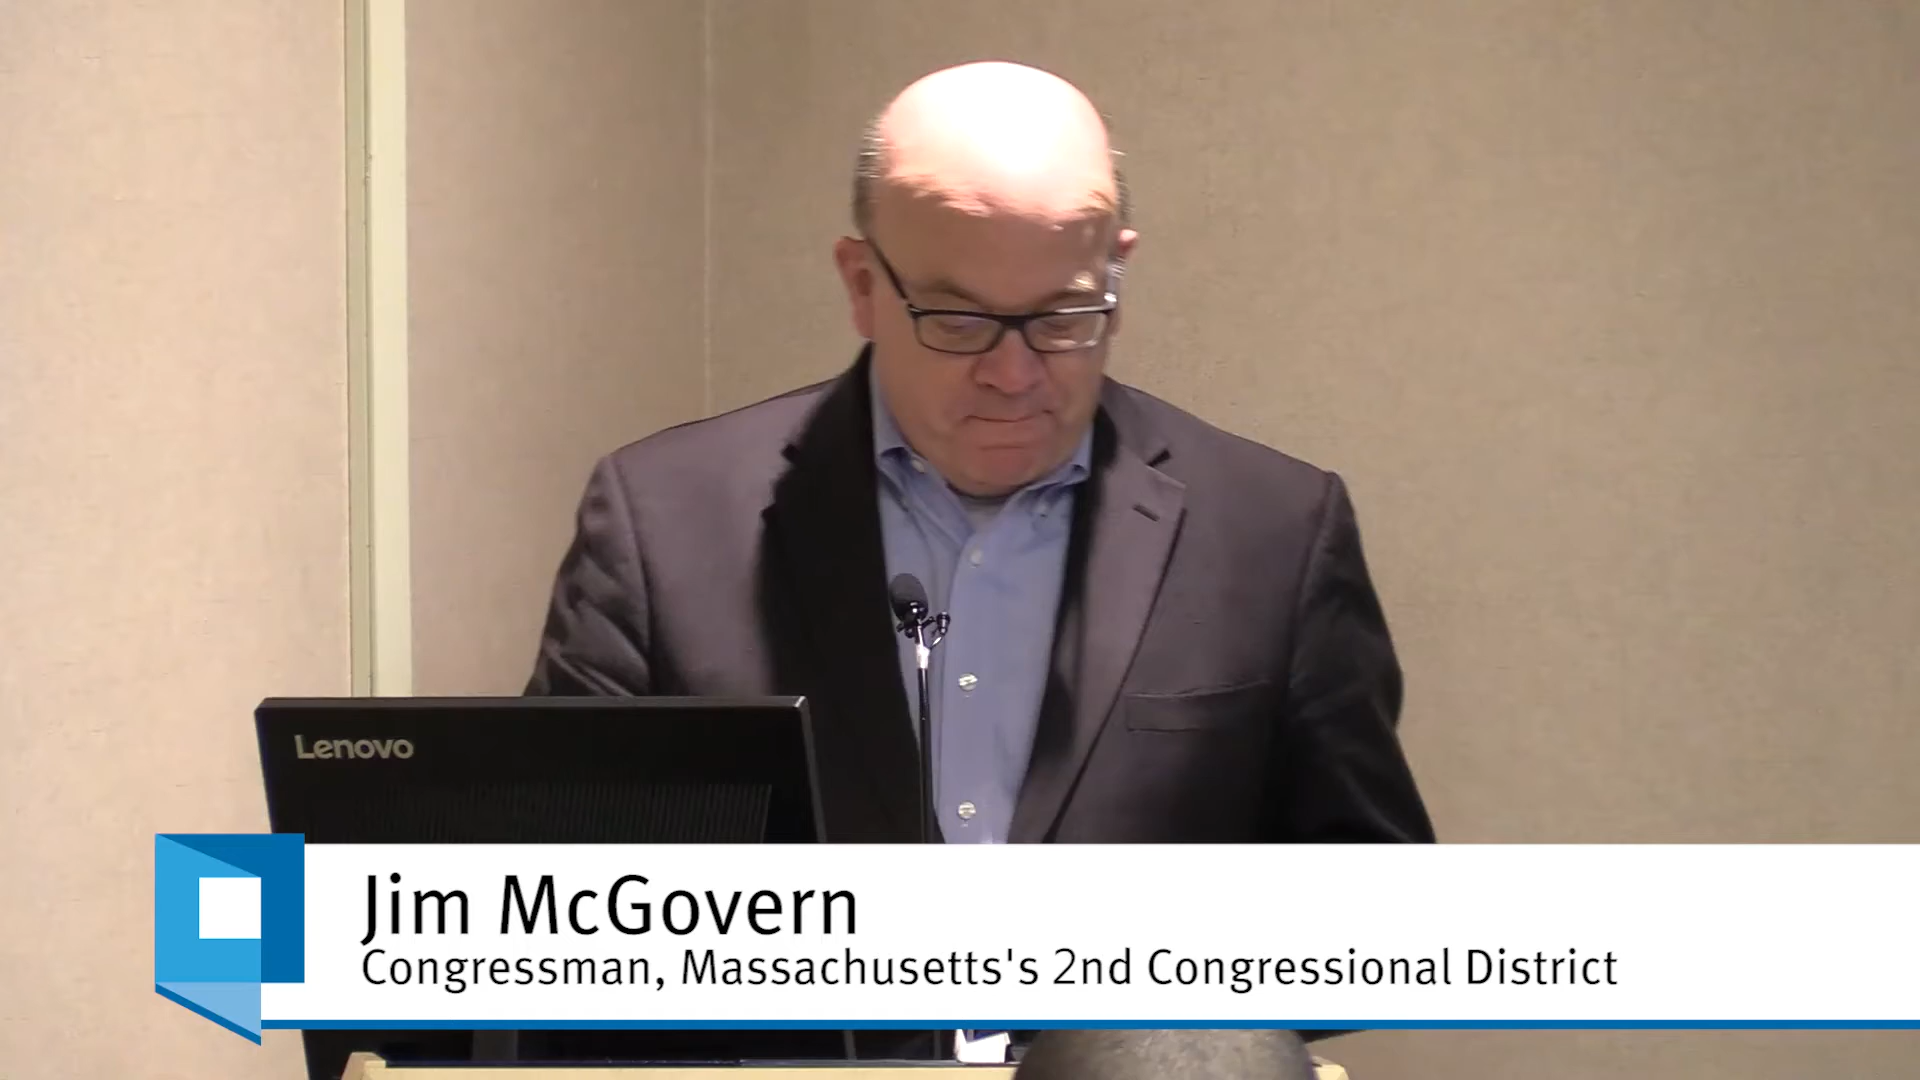 Lenovo
Jim McGovern
Congressman, Massachusetts's 2nd Congressional District